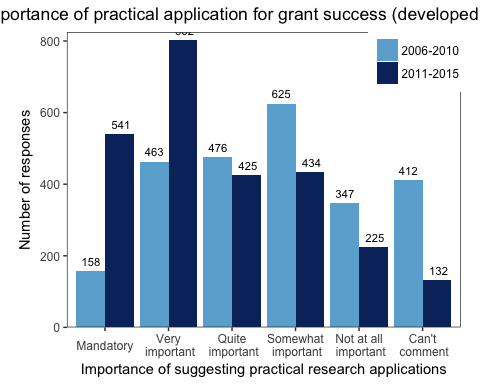 portance of practical application for grant success (developed
2006-2010
2011-2015
Number of responses
800
600
400
200
0
158
541
463
476
425
625
434
347
225
412
132
Mandatory
Very
important
Quite
important
Somewhat
important
Not at all
important
Can't
comment
Importance of suggesting practical research applications